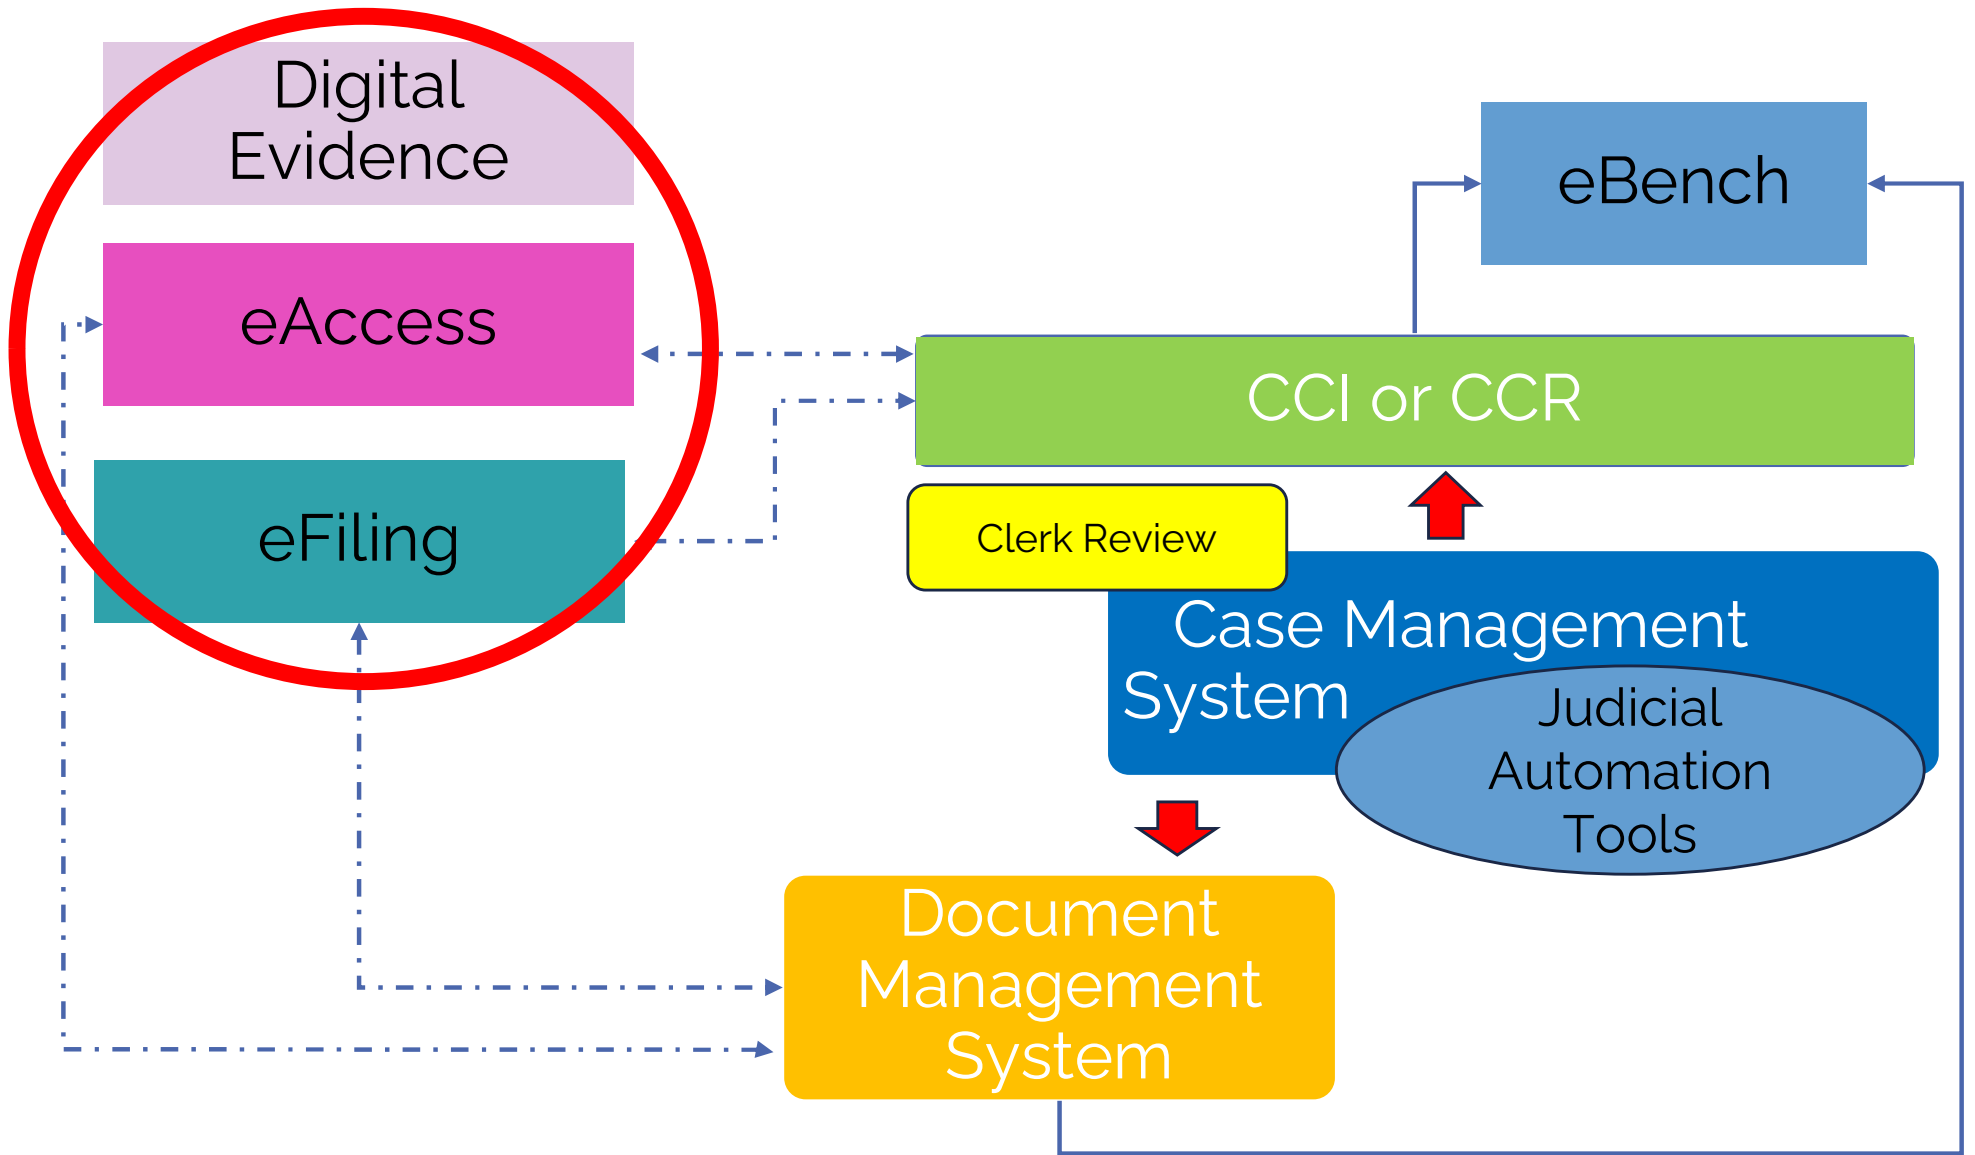 Digital
Evidence
eAccess
eFiling
eBench
CCI or CCR
Clerk Review
Case Management
System
Judicial
Automation
Tools
Document
Management
System